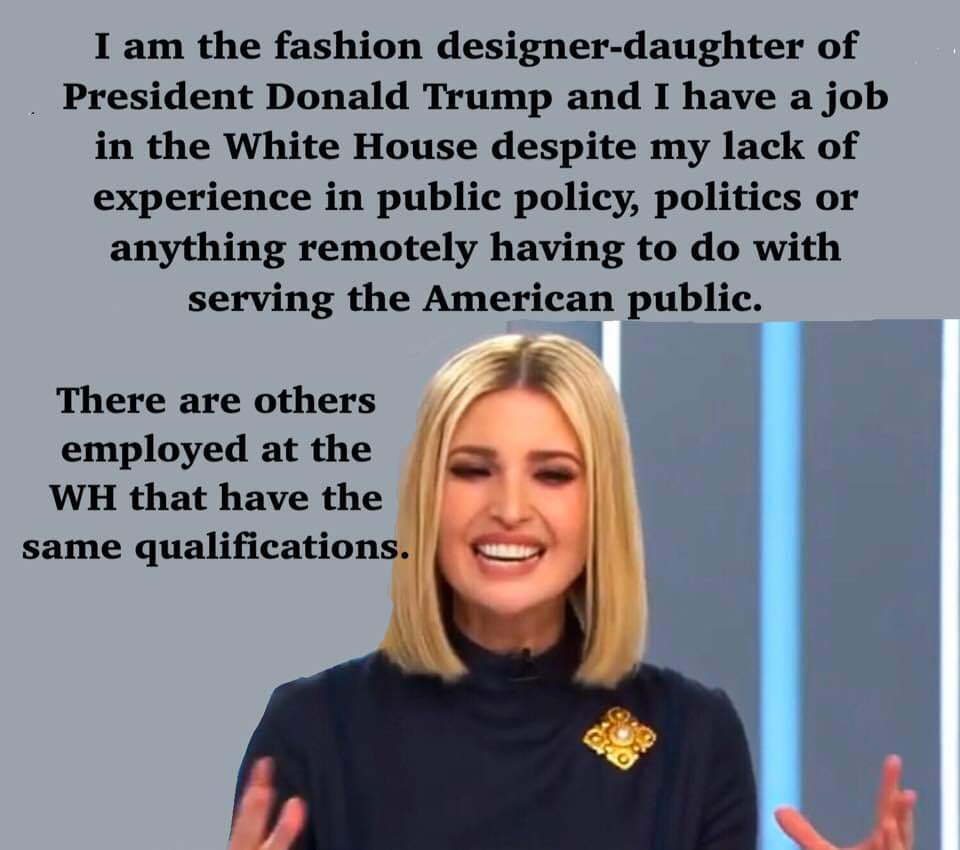 I am the fashion designer-daughter of
President Donald Trump and I have a job
in the White House despite my lack of
experience in public policy, politics or
anything remotely having to do with
serving the American public.
There are others
employed at the
WH that have the
same qualifications.